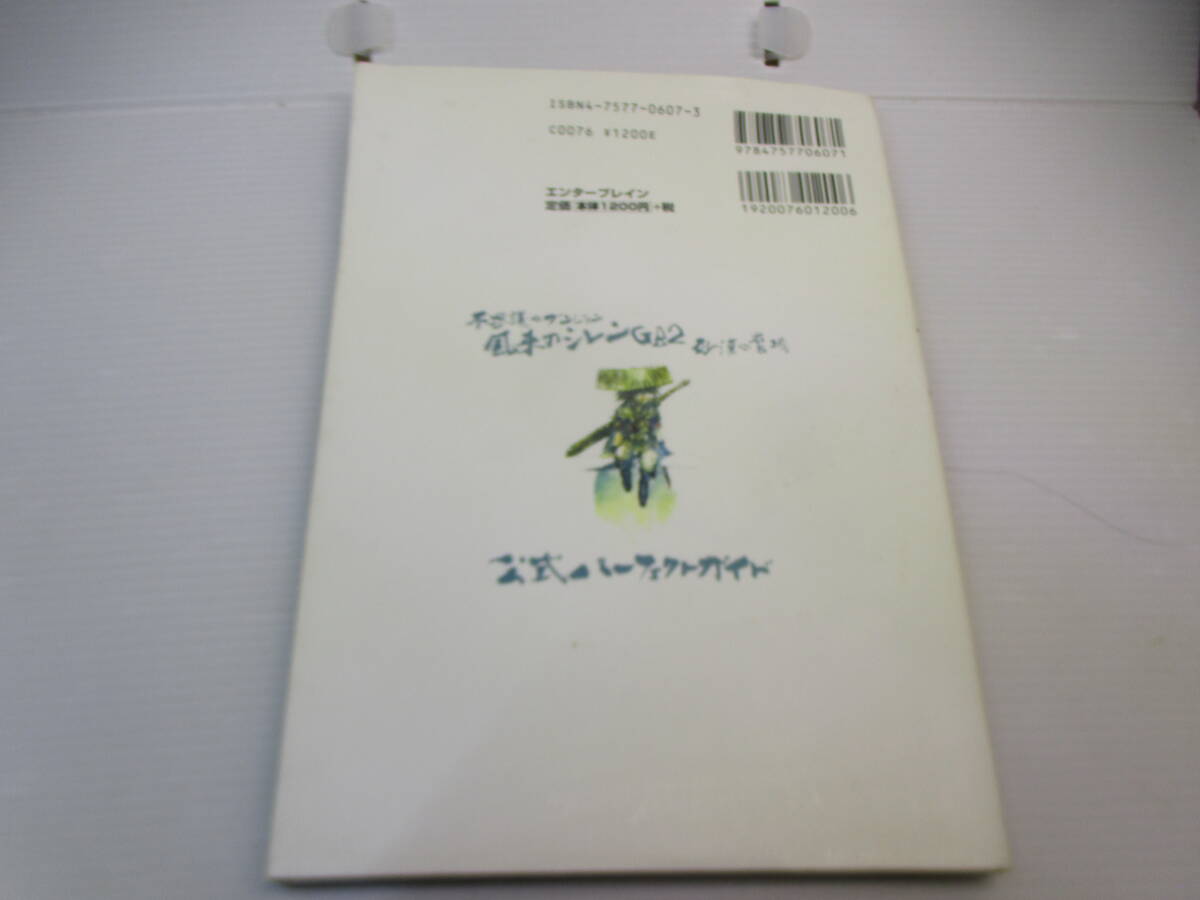 ISBN4-7577-0607-3
C0076 ¥1200E
9784757706071
エンターブレイン
定価[本体1200円]+税
1920076012006
不思議のダンジョン
風来のシレンGB2 砂漠の魔城
公式パーフェクトガイド